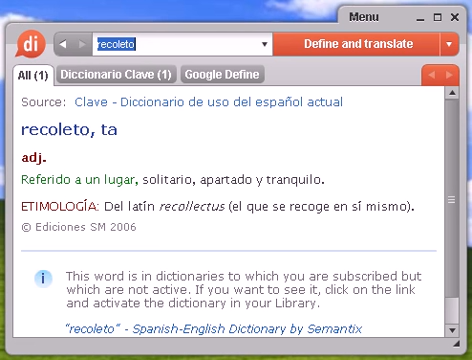 Menu
di
recoleto
Define and translate
All (1)
Diccionario Clave (1)
Google Define
Source: Clave - Diccionario de uso del español actual
recoleto, ta
adj.
Referido a un lugar, solitario, apartado y tranquilo.
ETIMOLOGÍA: Del latín recollectus (el que se recoge en sí mismo).
© Ediciones SM 2006
i
This word is in dictionaries to which you are subscribed but
which are not active. If you want to see it, click on the link
and activate the dictionary in your Library.
"recoleto" - Spanish-English Dictionary by Semantix